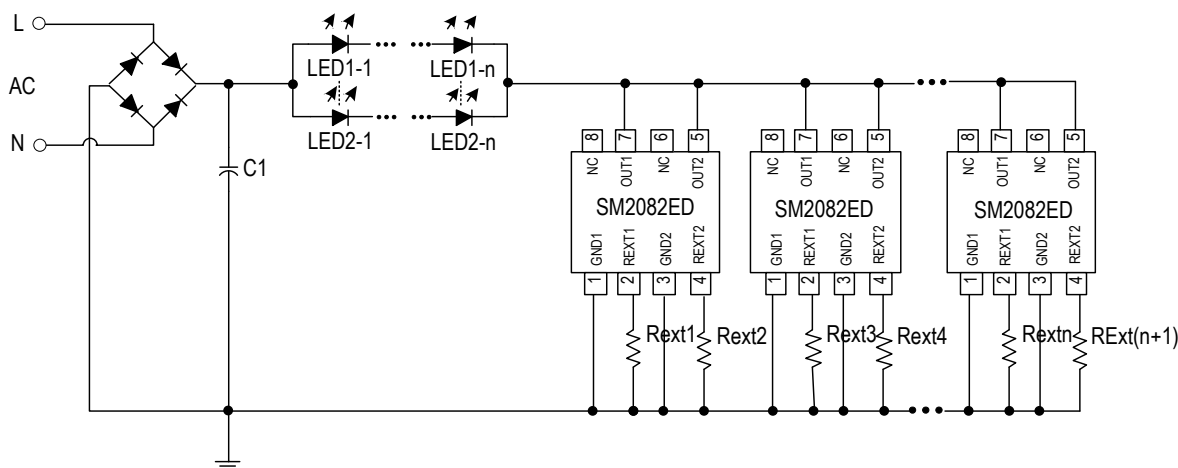 L
AC
N
C1
LED1-1
LED1-n
LED2-1
LED2-n
8 7 6 5
NC OUT1 NC OUT2
SM2082ED
GND1 REXT1 GND2 REXT2
1 2 3 4
Rext1
Rext2
8 7 6 5
NC OUT1 NC OUT2
SM2082ED
GND1 REXT1 GND2 REXT2
1 2 3 4
Rext3
Rext4
8 7 6 5
NC OUT1 NC OUT2
SM2082ED
GND1 REXT1 GND2 REXT2
1 2 3 4
Rextn
RExt(n+1)